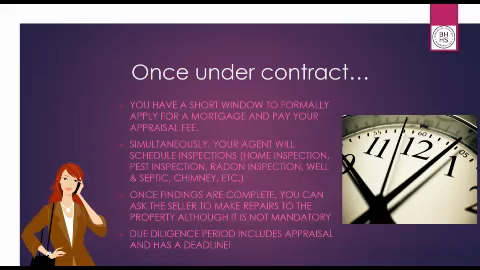 BH
HS
Once under contract...
YOU HAVE A SHORT WINDOW TO FORMALLY
APPLY FOR A MORTGAGE AND PAY YOUR
APPRAISAL FEE.
SIMULTANEOUSLY, YOUR AGENT WILL
SCHEDULE INSPECTIONS (HOME INSPECTION,
PEST INSPECTION, RADON INSPECTION, WELL
& SEPTIC, CHIMNEY, ETC.)
ONCE FINDINGS ARE COMPLETE, YOU CAN
ASK THE SELLER TO MAKE REPAIRS TO THE
PROPERTY ALTHOUGH IT IS NOT MANDATORY
DUE DILIGENCE PERIOD INCLUDES APPRAISAL
AND HAS A DEADLINE!
11 12 1 2 3